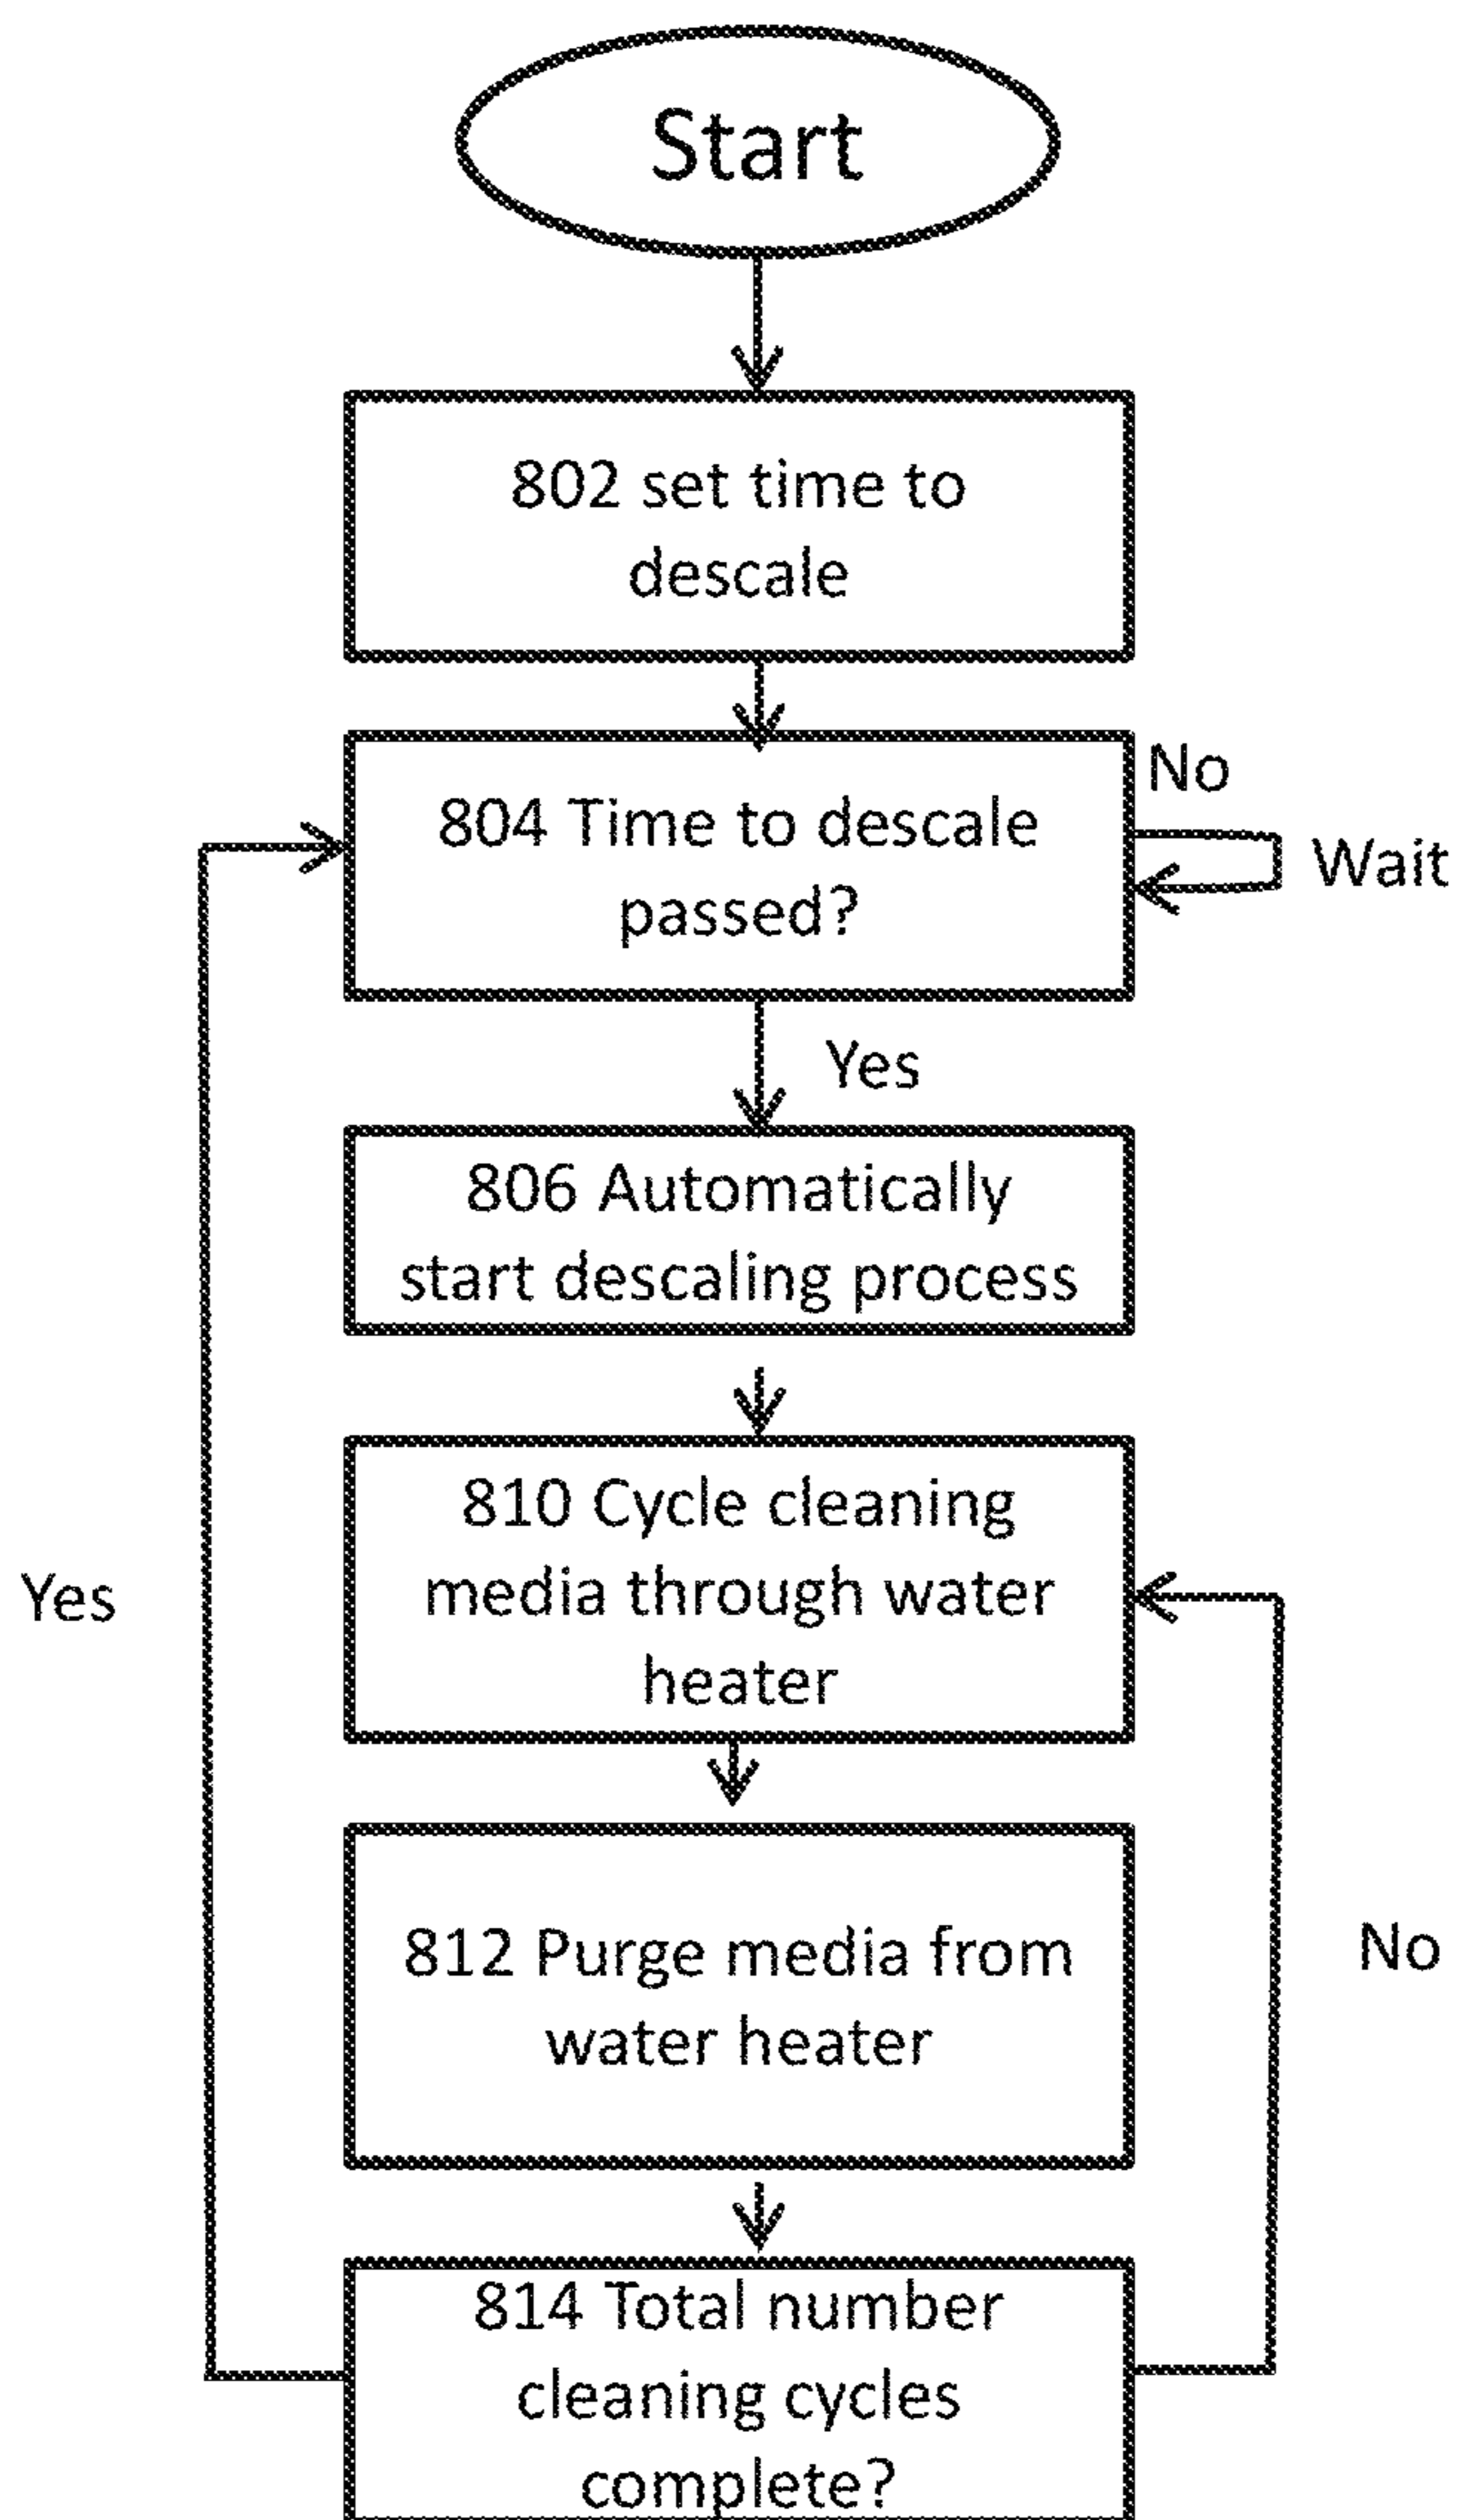 Start
802 set time to
descale
804 Time to descale
passed?
No
Wait
Yes
806 Automatically
start descaling process
810 Cycle cleaning
media through water
heater
Yes
812 Purge media from
water heater
No
814 Total number
cleaning cycles
complete?